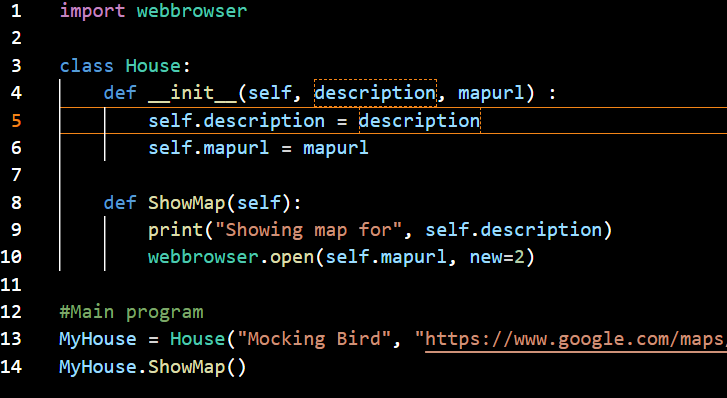 1 import webbrowser
2
3 class House:
4     def __init__(self, description, mapurl) :
5         self.description = description
6         self.mapurl = mapurl
7
8     def ShowMap(self):
9         print("Showing map for", self.description)
10         webbrowser.open(self.mapurl, new=2)
11
12 #Main program
13 MyHouse = House("Mocking Bird", "https://www.google.com/maps/
14 MyHouse.ShowMap()